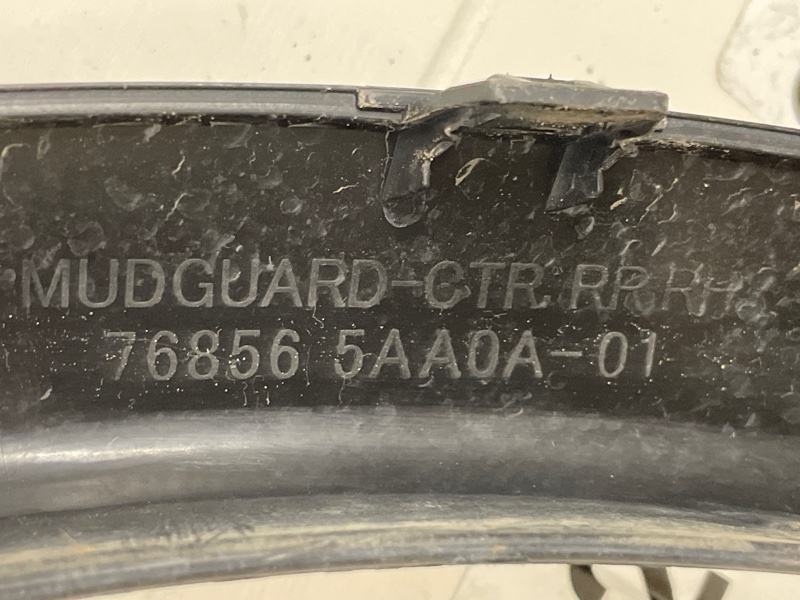 MUDGUARD-CTR, RR RH
76856 5AA0A-01